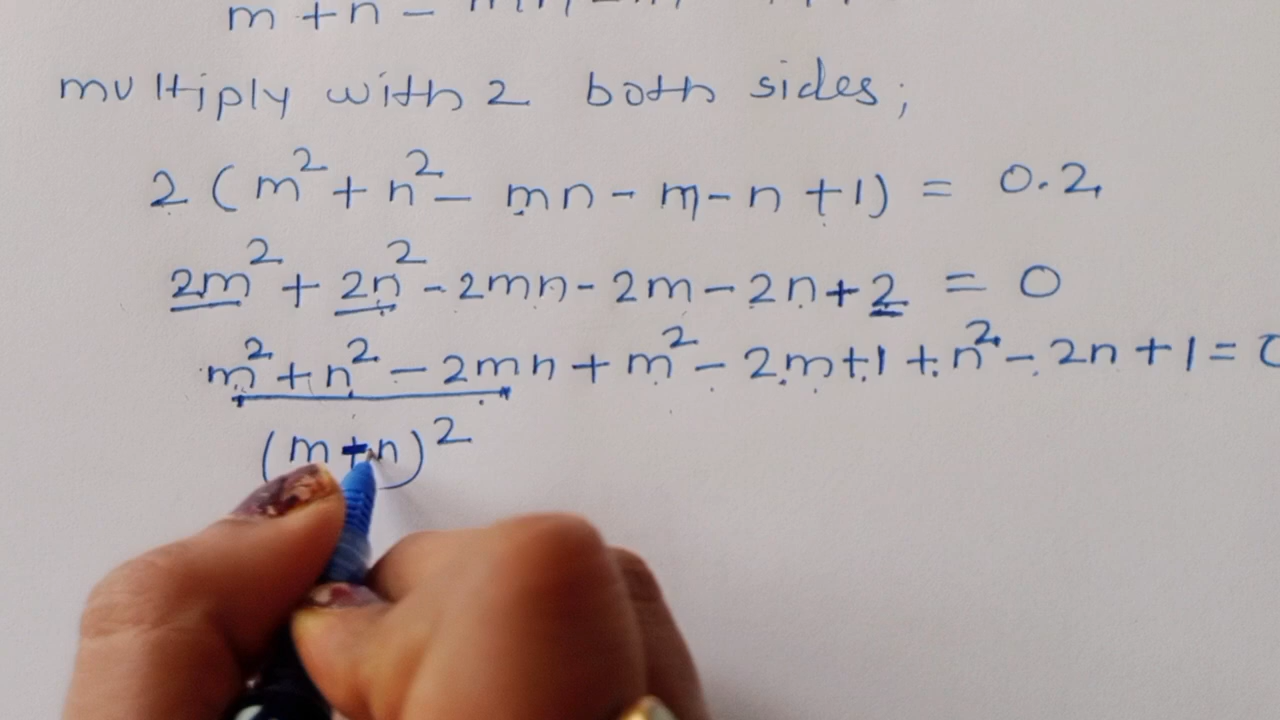 m + n -
multiply with 2 both sides;
2 (m² + n² - mn - m - n + 1) = 0.2
2m² + 2n² - 2mn - 2m - 2n + 2 = 0
m² + n² - 2mn + m² - 2m + 1 + n² - 2n + 1 =
(m - n)²